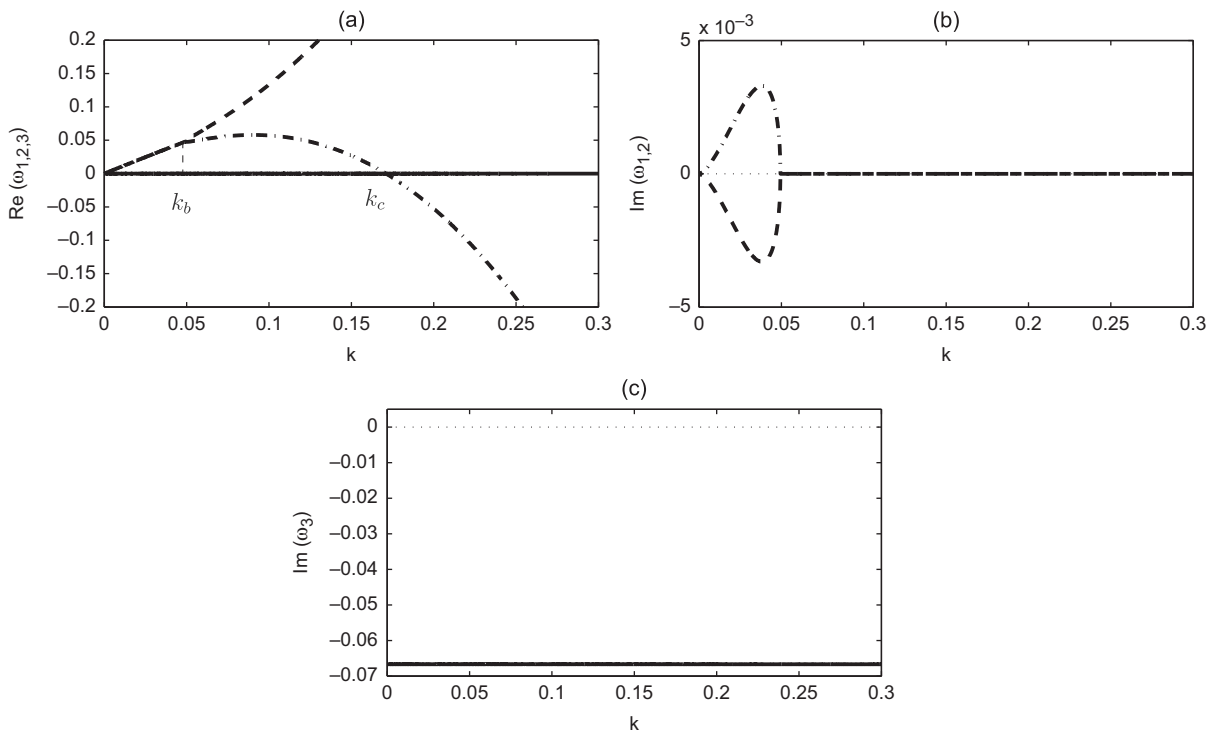 (a)
0.2
0.15
0.1
0.05
0
–0.05
–0.1
–0.15
–0.2
Re (ω1,2,3)
k_b
k_c
0 0.05 0.1 0.15 0.2 0.25 0.3
k
(b)
x 10–3
5
0
–5
Im (ω1,2)
0 0.05 0.1 0.15 0.2 0.25 0.3
k
(c)
0
–0.01
–0.02
–0.03
–0.04
–0.05
–0.06
–0.07
Im (ω3)
0 0.05 0.1 0.15 0.2 0.25 0.3
k